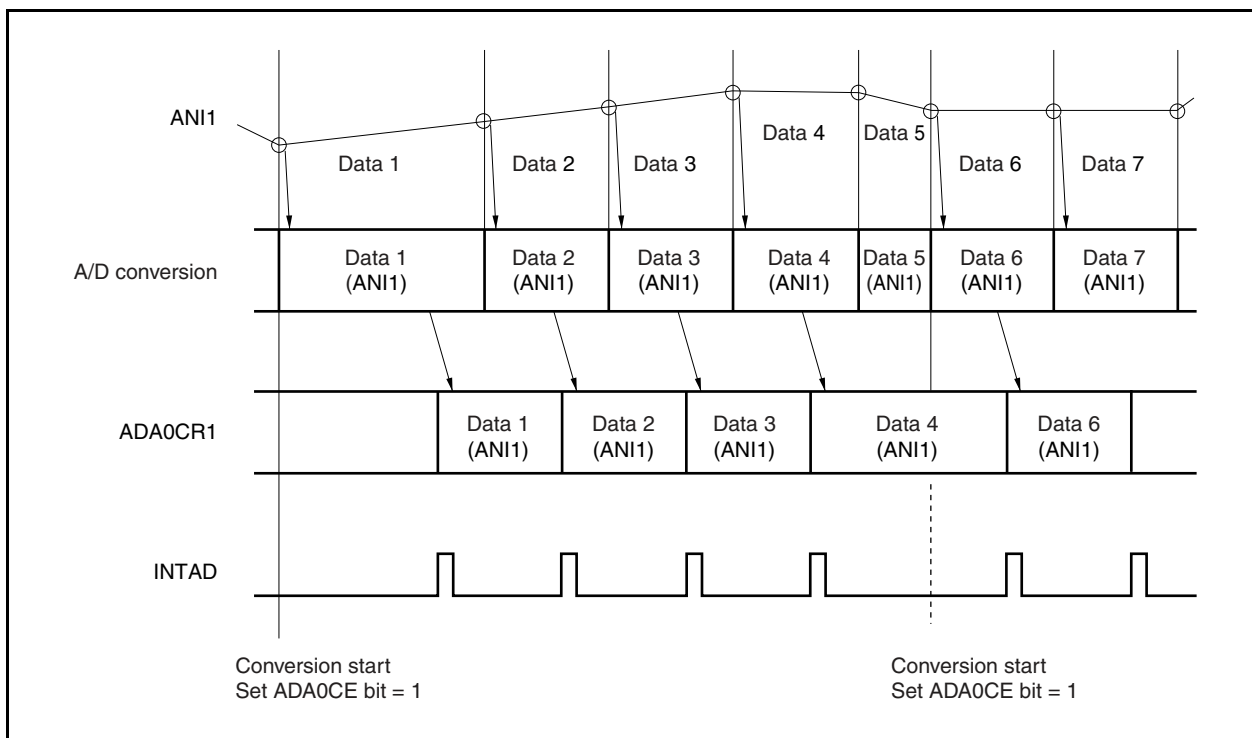 ANI1
Data 1
Data 2
Data 3
Data 4
Data 5
Data 6
Data 7
A/D conversion
Data 1
(ANI1)
Data 2
(ANI1)
Data 3
(ANI1)
Data 4
(ANI1)
Data 5
(ANI1)
Data 6
(ANI1)
Data 7
(ANI1)
ADA0CR1
Data 1
(ANI1)
Data 2
(ANI1)
Data 3
(ANI1)
Data 4
(ANI1)
Data 6
(ANI1)
INTAD
Conversion start
Set ADA0CE bit = 1
Conversion start
Set ADA0CE bit = 1